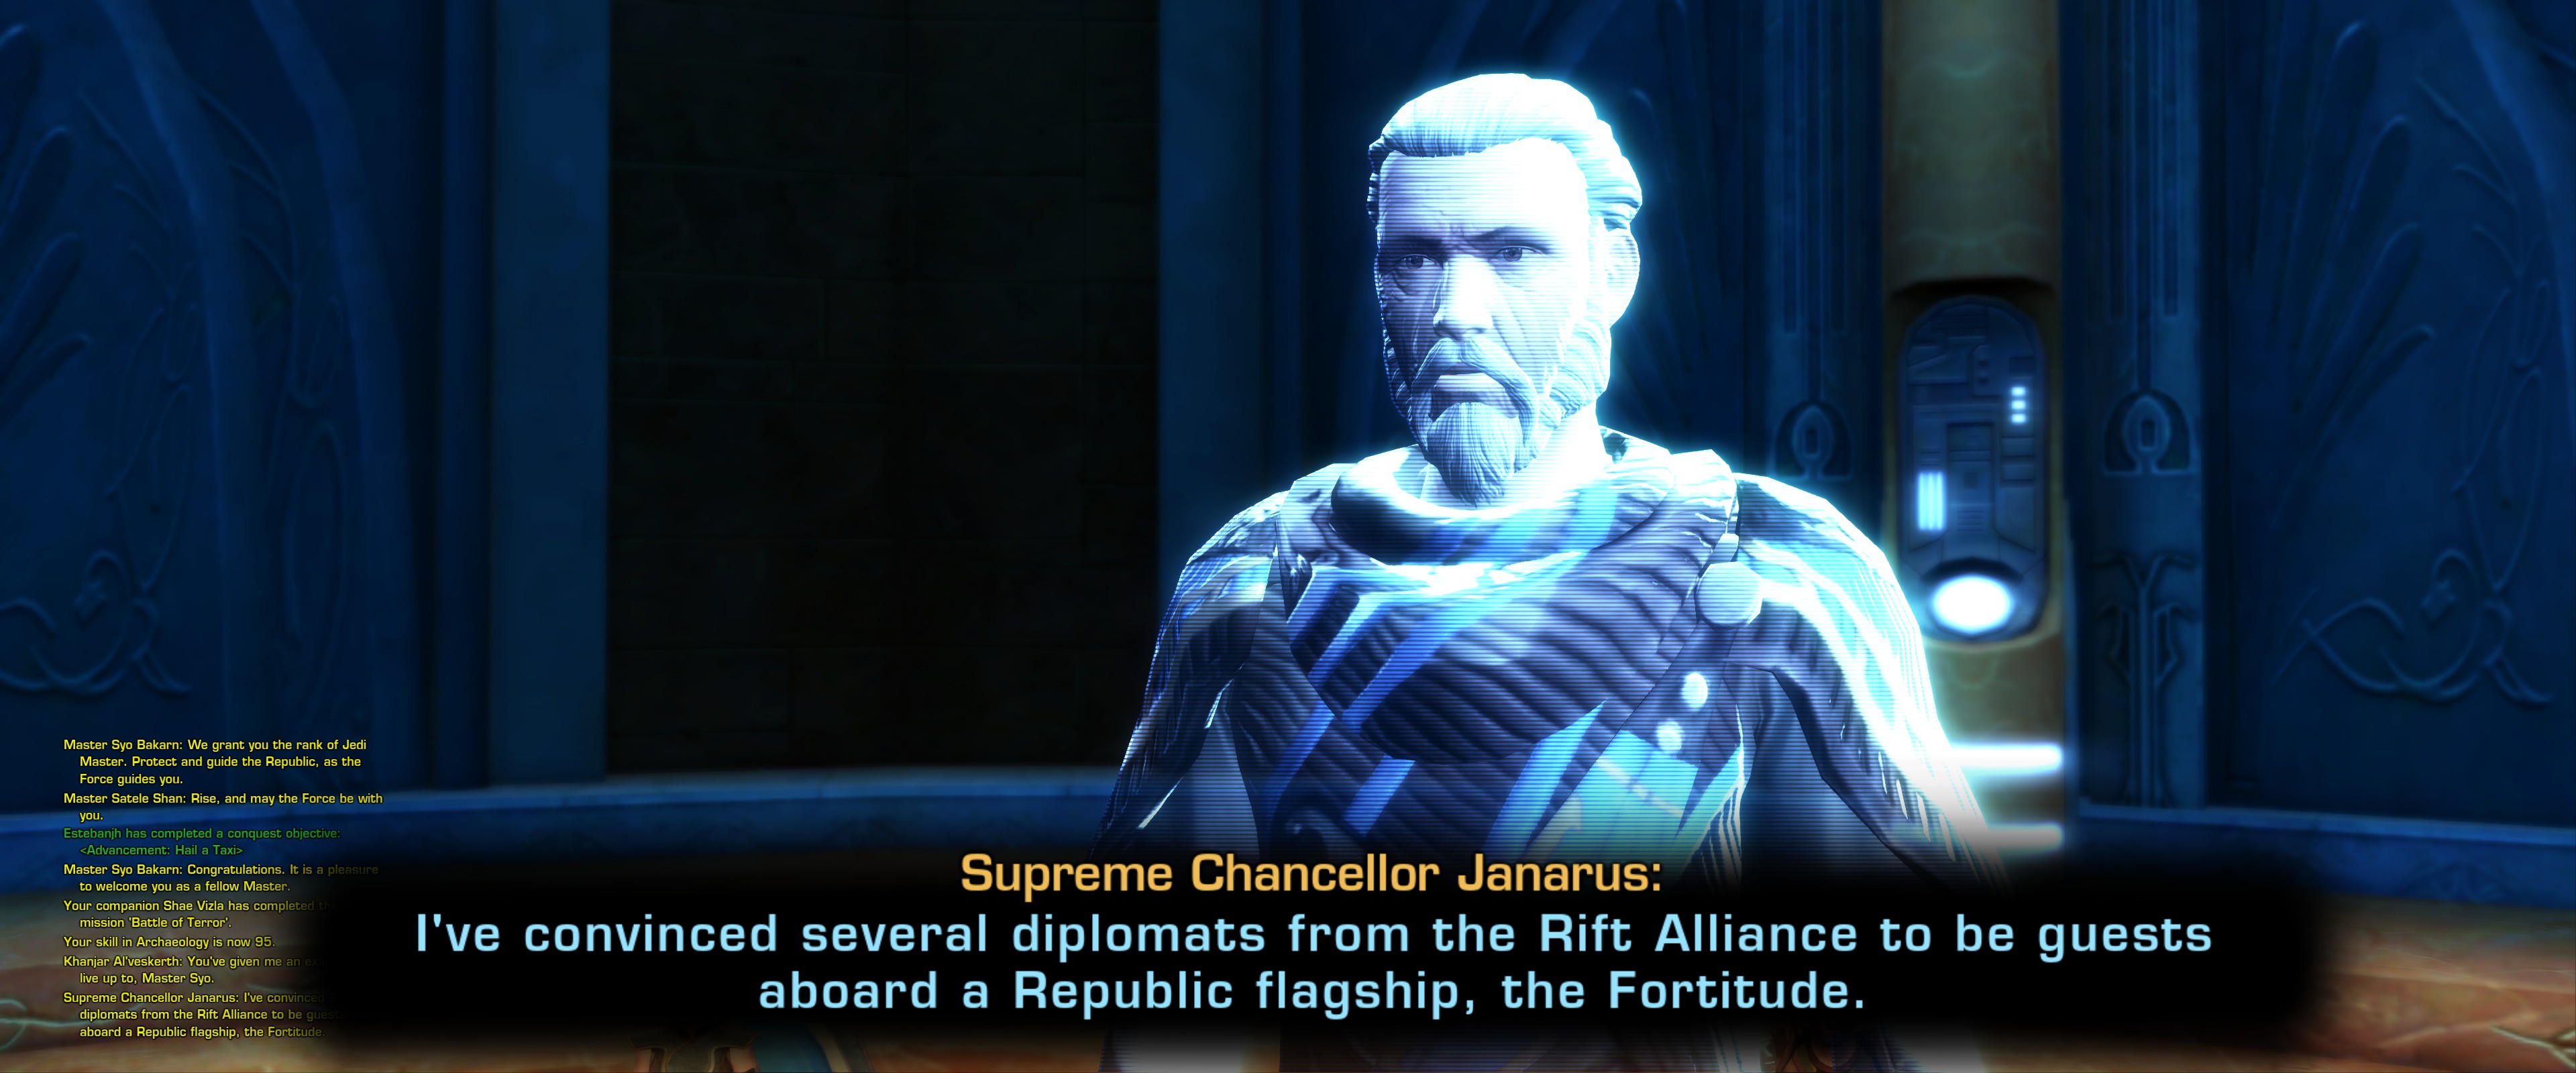 Master Syo Bakarn: We grant you the rank of Jedi
Master. Protect and guide the Republic, as the
Force guides you.
Master Satele Shan: Rise, and may the Force be with
you.
Estebanjh has completed a conquest objective:
<Advancement: Hail a Taxi>
Master Syo Bakarn: Congratulations. It is a pleasure
to welcome you as a fellow Master.
Your companion Shae Vizla has completed the
mission 'Battle of Terror'.
Your skill in Archaeology is now 95.
Khanjar Al'veskerth: You've given me an
live up to, Master Syo.
Supreme Chancellor Janarus: I've convinced
diplomats from the Rift Alliance to be guests
aboard a Republic flagship, the Fortitude.
Supreme Chancellor Janarus:
I've convinced several diplomats from the Rift Alliance to be guests
aboard a Republic flagship, the Fortitude.